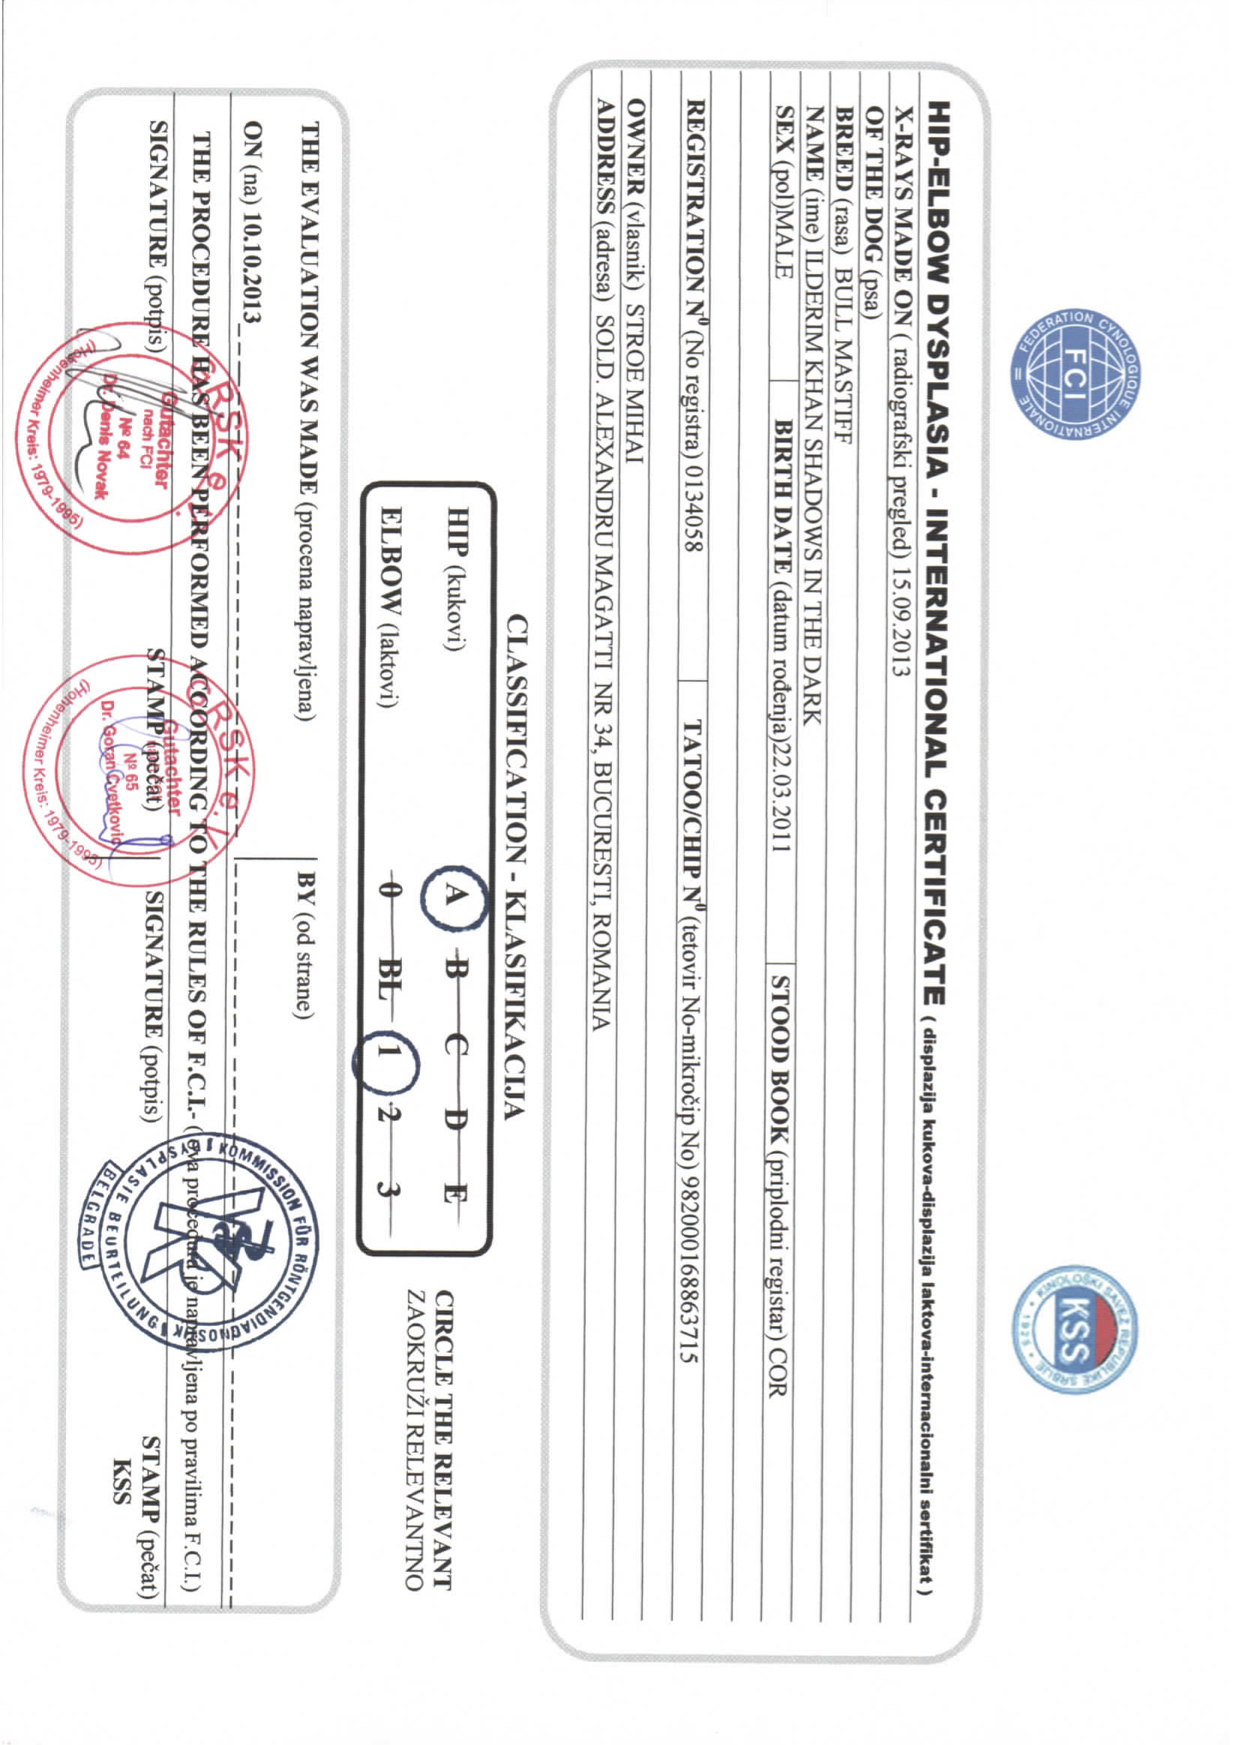 FEDERATION CYNOLOGIQUE INTERNATIONALE
FCI
KINOLOŠKI SAVEZ REPUBLIKE SRBIJE
KSS
• 1925 •
HIP-ELBOW DYSPLASIA - INTERNATIONAL CERTIFICATE ( displazija kukova-displazija laktova-internacionalni sertifikat )
X-RAYS MADE ON ( radiografski pregled) 15.09.2013
OF THE DOG (psa)
BREED (rasa) BULL MASTIFF
NAME (ime) ILDERIM KHAN SHADOWS IN THE DARK
SEX (pol)MALE BIRTH DATE (datum rođenja)22.03.2011 STOOD BOOK (priplodni registar) COR
REGISTRATION N⁰ (No registra) 0134058 TATOO/CHIP N⁰ (tetovir No-mikročip No) 982000168863715
OWNER (vlasnik) STROE MIHAI
ADDRESS (adresa) SOLD. ALEXANDRU MAGATTI NR 34, BUCURESTI, ROMANIA
CLASSIFICATION - KLASIFIKACIJA
HIP (kukovi) A B C D E
ELBOW (laktovi) 0 BL 1 2 3
CIRCLE THE RELEVANT
ZAOKRUŽI RELEVANTNO
THE EVALUATION WAS MADE (procena napravljena) BY (od strane)
ON (na) 10.10.2013
THE PROCEDURE HAS BEEN PERFORMED ACCORDING TO THE RULES OF F.C.I.- (ova procedura je napravljena po pravilima F.C.I.)
SIGNATURE (potpis) STAMP (pečat) SIGNATURE (potpis) STAMP (pečat)
KSS
GRSK e.V.
Gutachter
nach FCI
Nº 64
Dr. Denis Novak
(Hohenheimer Kreis: 1979-1995)
GRSK e.V.
Gutachter
Nº 65
Dr. Goran Cvetković
(Hohenheimer Kreis: 1979-1995)
KOMMISSION FÜR RÖNTGENDIAGNOSTIK
DYSPLASIE BEURTEILUNG
BELGRADE